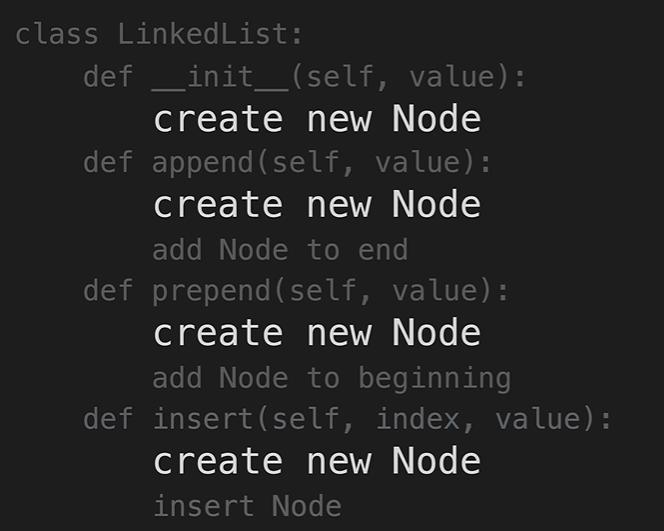 class LinkedList:
    def __init__(self, value):
        create new Node
    def append(self, value):
        create new Node
        add Node to end
    def prepend(self, value):
        create new Node
        add Node to beginning
    def insert(self, index, value):
        create new Node
        insert Node